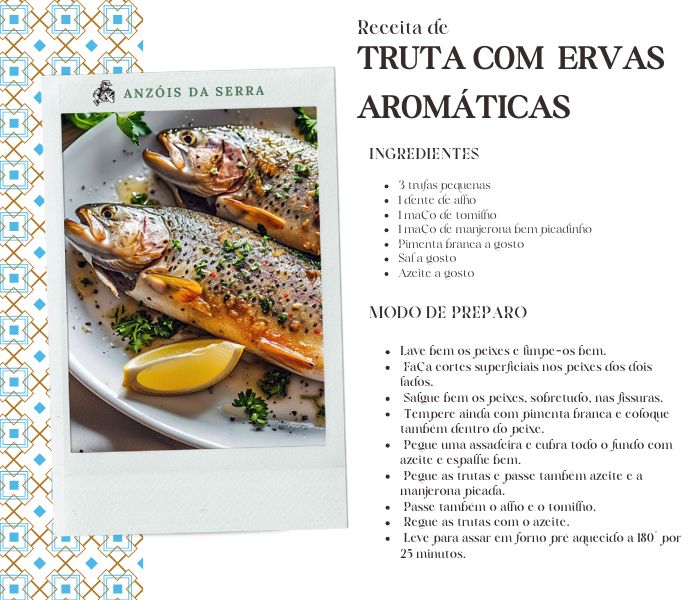 Receita de
TRUTA COM ERVAS
AROMÁTICAS
ANZÓIS DA SERRA
INGREDIENTES
• 3 trufas pequenas
• 1 dente de alho
• 1 maCo de tomilho
• 1 maCo de manjerona bem picadinho
• Pimenta branca a gosto
• Sal a gosto
• Azeite a gosto
MODO DE PREPARO
• Lave bem os peixes e limpe-os bem.
• FaÇa cortes superficiais nos peixes dos dois
lados.
• Salgue bem os peixes, sobretudo, nas fissuras.
• Tempere ainda com pimenta branca e coloque
também dentro do peixe.
• Pegue uma assadeira e cubra todo o fundo com
azeite e espalhe bem.
• Pegue as trutas e passe também azeite e a
manjerona picada.
• Passe também o alho e o tomilho.
• Regue as trutas com o azeite.
• Leve para assar em forno pré aquecido a 180° por
25 minutos.